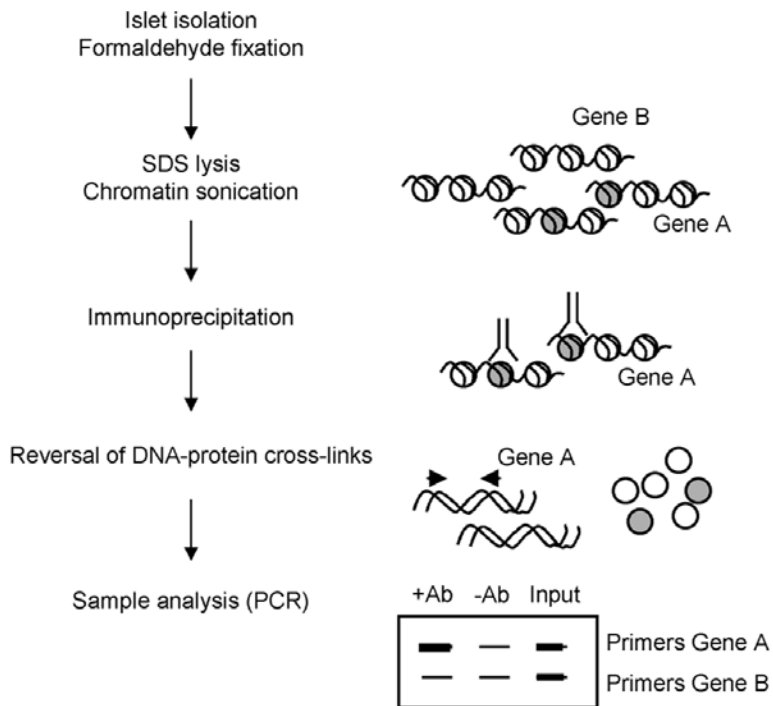 Islet isolation
Formaldehyde fixation
Gene B
SDS lysis
Chromatin sonication
Gene A
Immunoprecipitation
Gene A
Reversal of DNA-protein cross-links
Gene A
Sample analysis (PCR)
+Ab -Ab Input
Primers Gene A
Primers Gene B